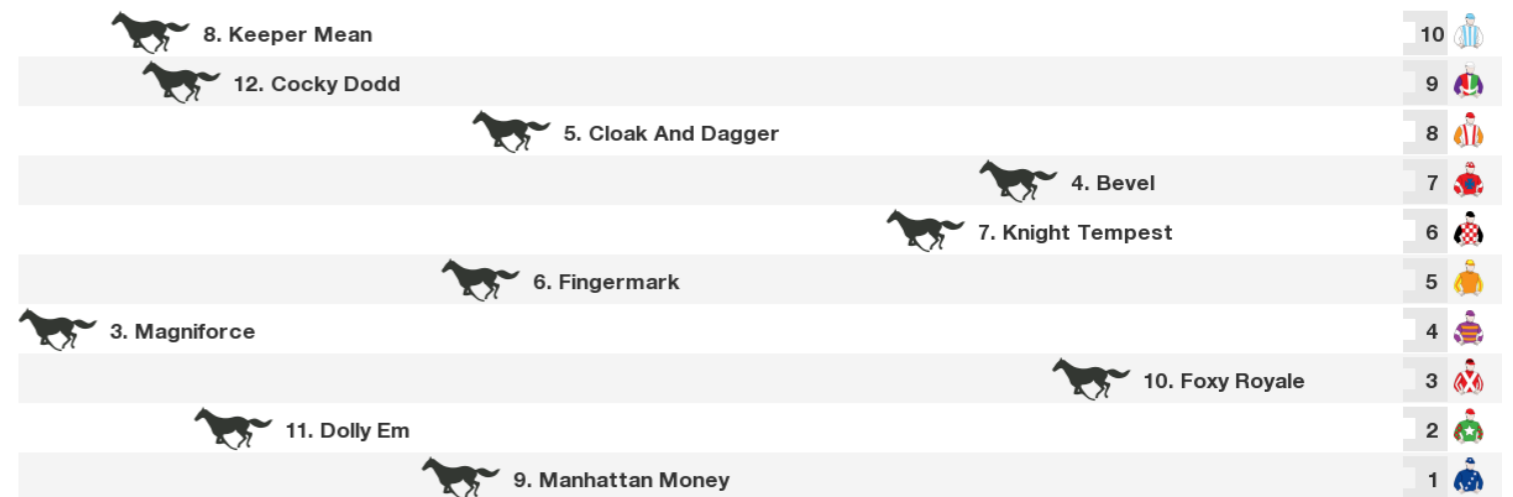 8. Keeper Mean 10
12. Cocky Dodd 9
5. Cloak And Dagger 8
4. Bevel 7
7. Knight Tempest 6
6. Fingermark 5
3. Magniforce 4
10. Foxy Royale 3
11. Dolly Em 2
9. Manhattan Money 1